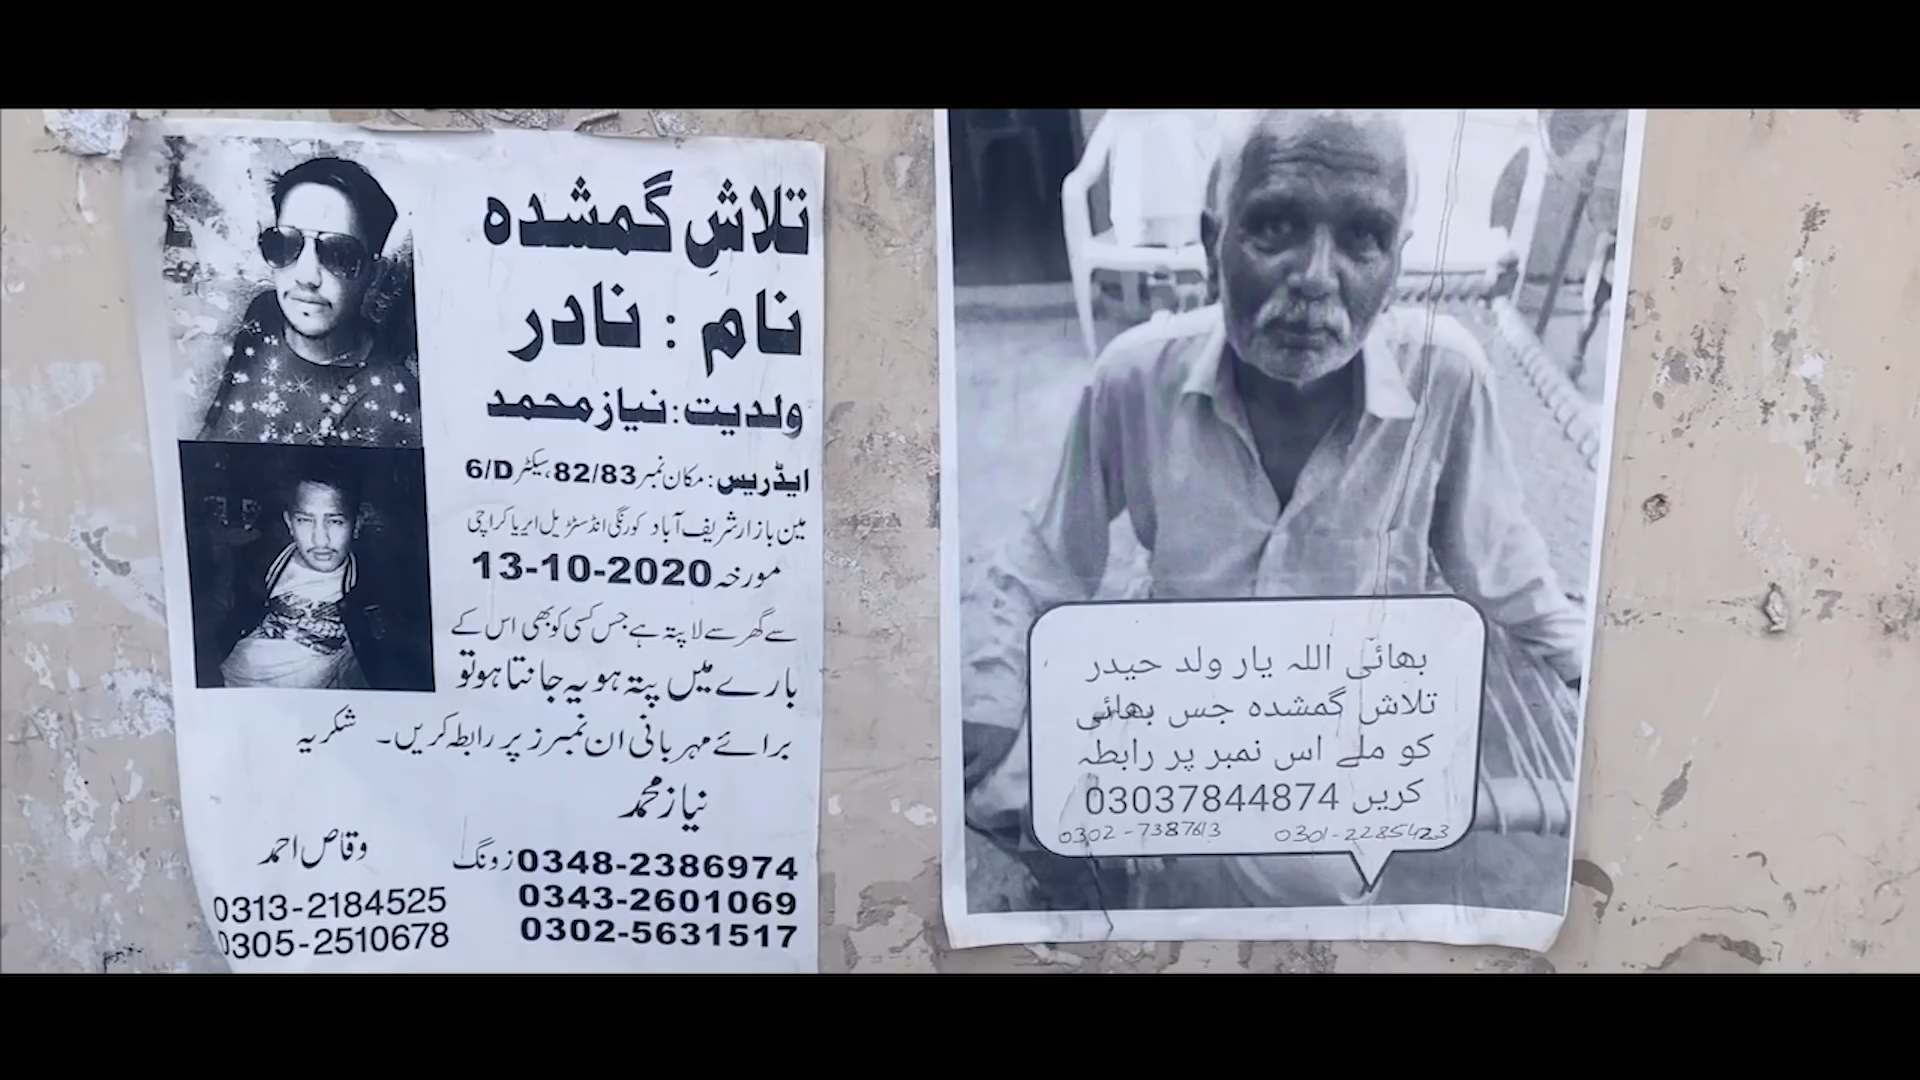 تلاشِ گمشدہ
نام : نادر
ولدیت: نیاز محمد
ایڈریس: مکان نمبر 82/83، سیکٹر 6/D
مین بازار شریف آباد کورنگی انڈسٹریل ایریا کراچی
مورخہ 13-10-2020
سے گھر سے لا پتہ ہے جس کسی کو بھی اس کے
بارے میں پتہ ہو یہ جانتا ہو تو
برائے مہربانی ان نمبرز پر رابطہ کریں۔ شکریہ
نیاز محمد
0348-2386974 زونگ
0343-2601069
0302-5631517
وقاص احمد
0313-2184525
0305-2510678
بھائی اللہ یار ولد حیدر
تلاش گمشدہ جس بھائی
کو ملے اس نمبر پر رابطہ
کریں 03037844874
0302-7387613 0301-2285423